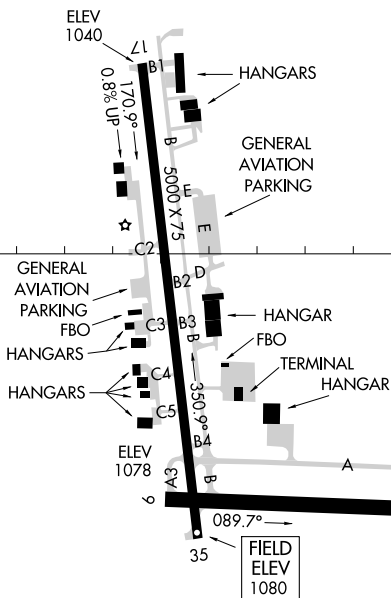 ELEV
1040
17
B1
HANGARS
170.9°
0.8% UP
B
5000 X 75
GENERAL
AVIATION
PARKING
E
E
C2
D
B2
GENERAL
AVIATION
PARKING
FBO
HANGARS
C3
B3
HANGAR
B
FBO
HANGARS
C4
350.9°
TERMINAL
HANGAR
C5
B4
ELEV
1078
A3
B
A
9
089.7°
35
FIELD
ELEV
1080